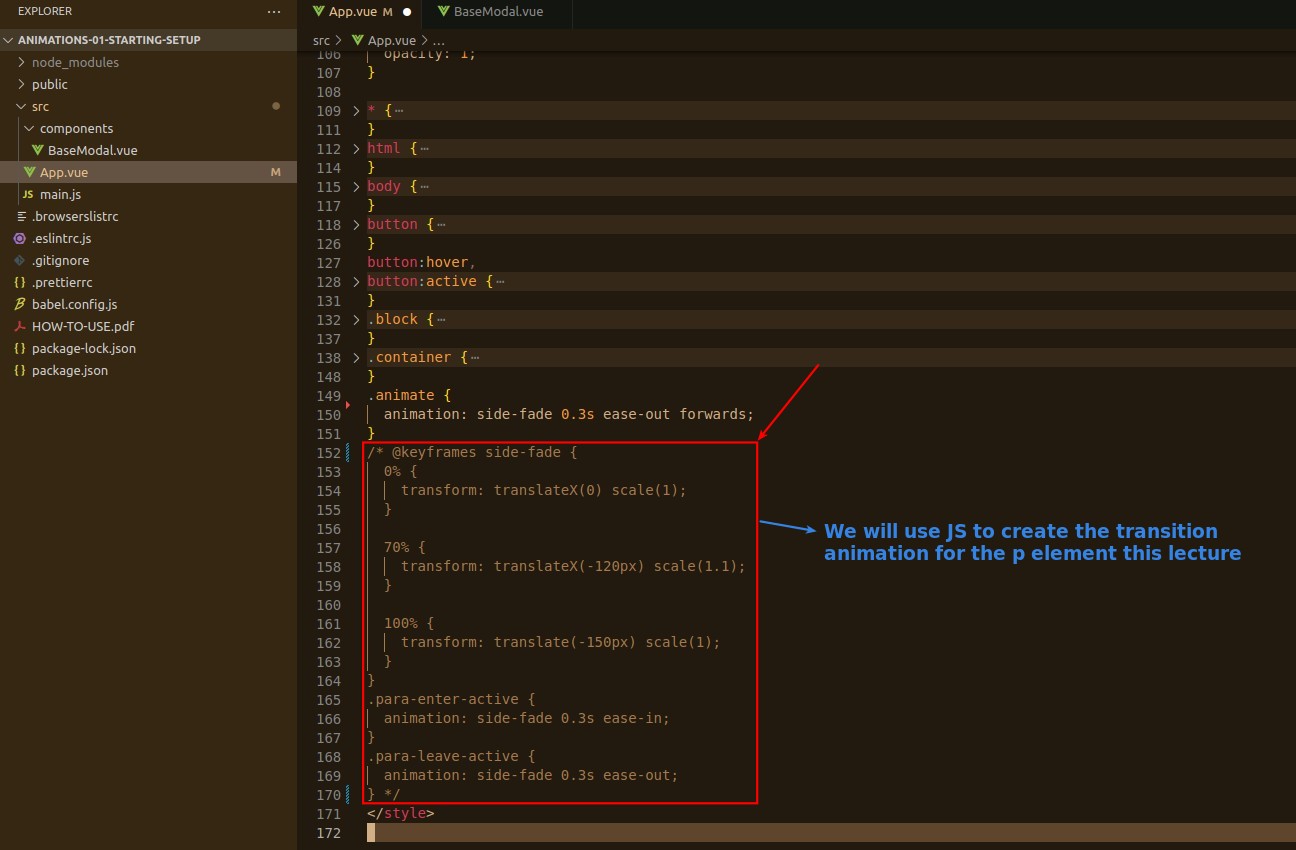 EXPLORER
ANIMATIONS-01-STARTING-SETUP
node_modules
public
src
components
BaseModal.vue
App.vue M
JS main.js
.browserslistrc
.eslintrc.js
.gitignore
{} .prettierrc
babel.config.js
HOW-TO-USE.pdf
{} package-lock.json
{} package.json
App.vue M
BaseModal.vue
src > App.vue > ...
106 opacity: 1;
107 }
108
109 * {
111 }
112 html {
114 }
115 body {
117 }
118 button {
126 }
127 button:hover,
128 button:active {
131 }
132 .block {
137 }
138 .container {
148 }
149 .animate {
150 animation: side-fade 0.3s ease-out forwards;
151 }
152 /* @keyframes side-fade {
153 0% {
154 transform: translateX(0) scale(1);
155 }
156
157 70% {
158 transform: translateX(-120px) scale(1.1);
159 }
160
161 100% {
162 transform: translate(-150px) scale(1);
163 }
164 }
165 .para-enter-active {
166 animation: side-fade 0.3s ease-in;
167 }
168 .para-leave-active {
169 animation: side-fade 0.3s ease-out;
170 } */
171 </style>
172
We will use JS to create the transition
animation for the p element this lecture